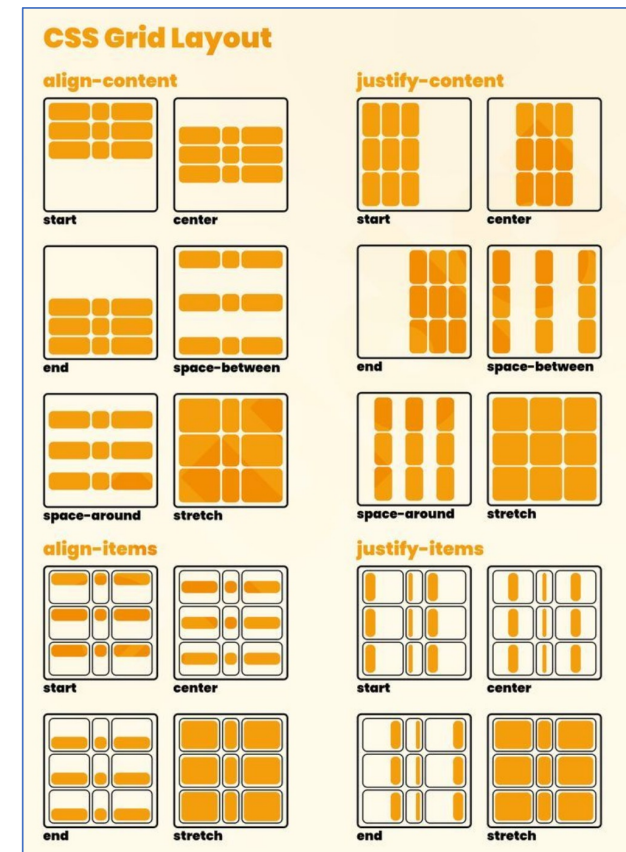 CSS Grid Layout
align-content
justify-content
start
center
start
center
end
space-between
end
space-between
space-around
stretch
space-around
stretch
align-items
justify-items
start
center
start
center
end
stretch
end
stretch